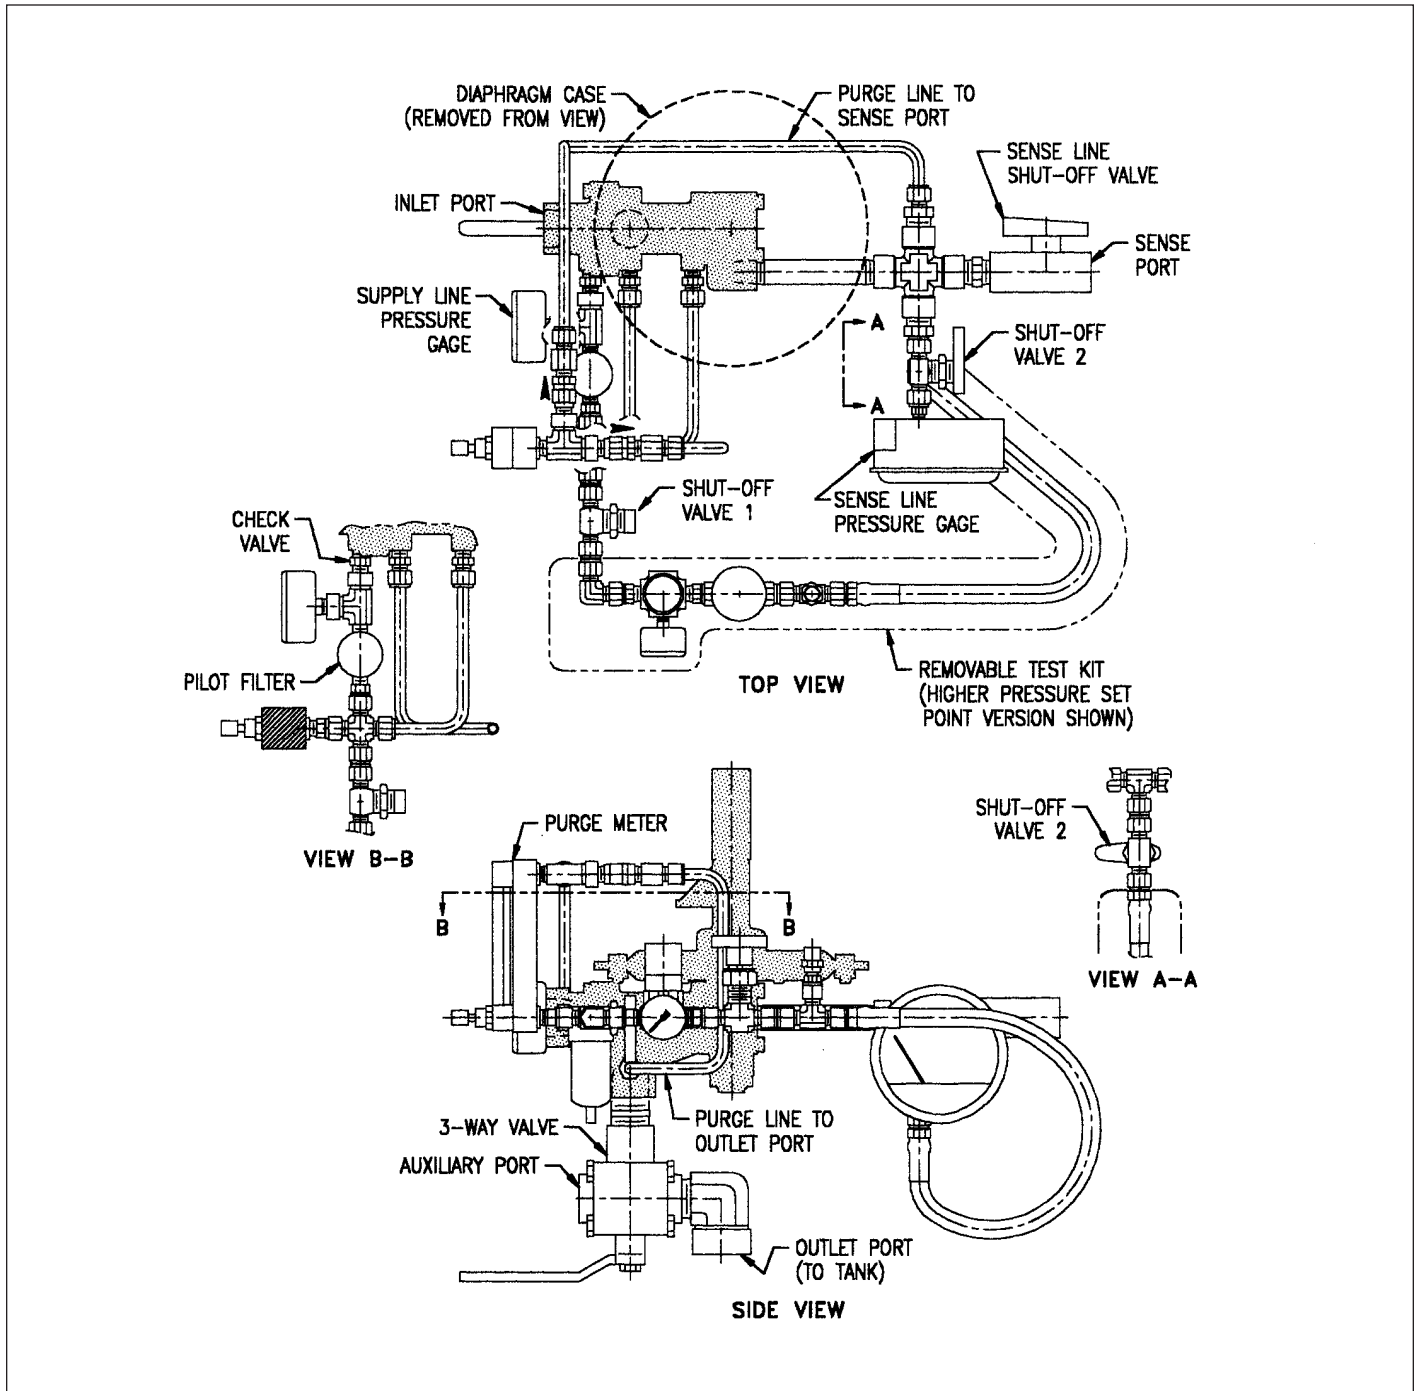 DIAPHRAGM CASE
(REMOVED FROM VIEW)
PURGE LINE TO
SENSE PORT
SENSE LINE
SHUT-OFF VALVE
INLET PORT
SENSE
PORT
SUPPLY LINE
PRESSURE
GAGE
A
SHUT-OFF
VALVE 2
A
SHUT-OFF
VALVE 1
SENSE LINE
PRESSURE GAGE
CHECK
VALVE
PILOT FILTER
TOP VIEW
REMOVABLE TEST KIT
(HIGHER PRESSURE SET
POINT VERSION SHOWN)
VIEW B-B
PURGE METER
SHUT-OFF
VALVE 2
B
B
VIEW A-A
3-WAY VALVE
PURGE LINE TO
OUTLET PORT
AUXILIARY PORT
OUTLET PORT
(TO TANK)
SIDE VIEW